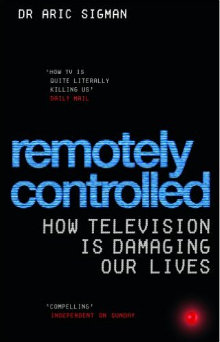 DR ARIC SIGMAN
'HOW TV IS
QUITE LITERALLY
KILLING US'
DAILY MAIL
remotely
controlled
HOW TELEVISION
IS DAMAGING
OUR LIVES
'COMPELLING'
INDEPENDENT ON SUNDAY